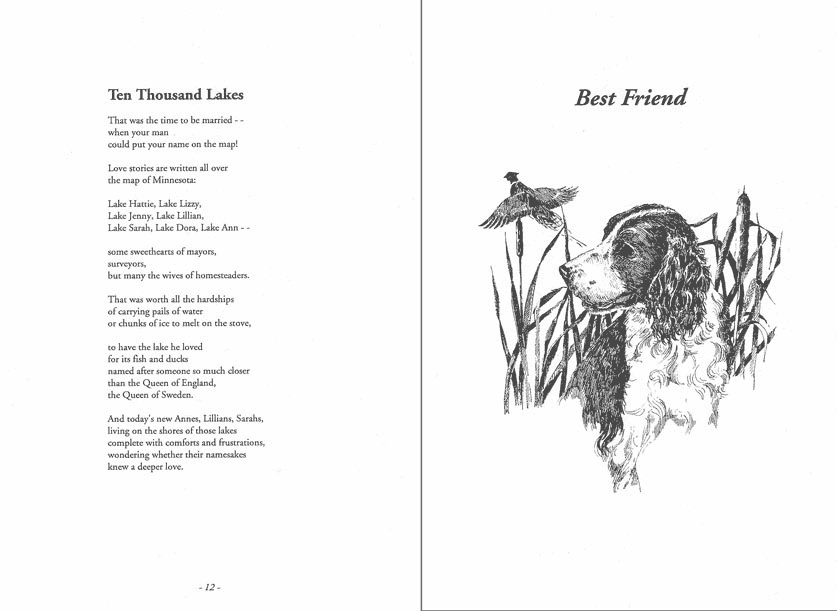 Ten Thousand Lakes
That was the time to be married - -
when your man
could put your name on the map!
Love stories are written all over
the map of Minnesota:
Lake Hattie, Lake Lizzy,
Lake Jenny, Lake Lillian,
Lake Sarah, Lake Dora, Lake Ann - -
some sweethearts of mayors,
surveyors,
but many the wives of homesteaders.
That was worth all the hardships
of carrying pails of water
or chunks of ice to melt on the stove,
to have the lake he loved
for its fish and ducks
named after someone so much closer
than the Queen of England,
the Queen of Sweden.
And today's new Annes, Lillians, Sarahs,
living on the shores of those lakes
complete with comforts and frustrations,
wondering whether their namesakes
knew a deeper love.
- 12 -
Best Friend